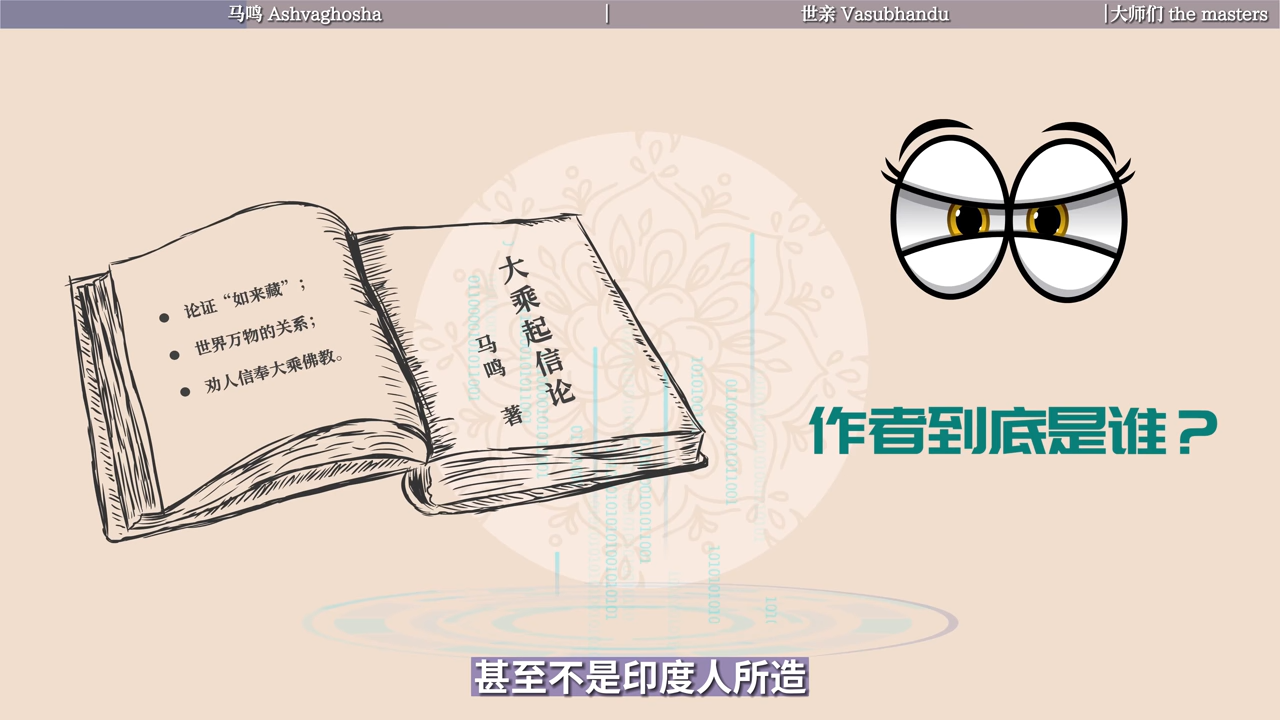 马鸣 Ashvaghosha | 世亲 Vasubhandu |大师们 the masters
● 论证“如来藏”；
● 世界万物的关系；
● 劝人信奉大乘佛教。
大乘起信论
马鸣 著
作者到底是谁？
甚至不是印度人所造